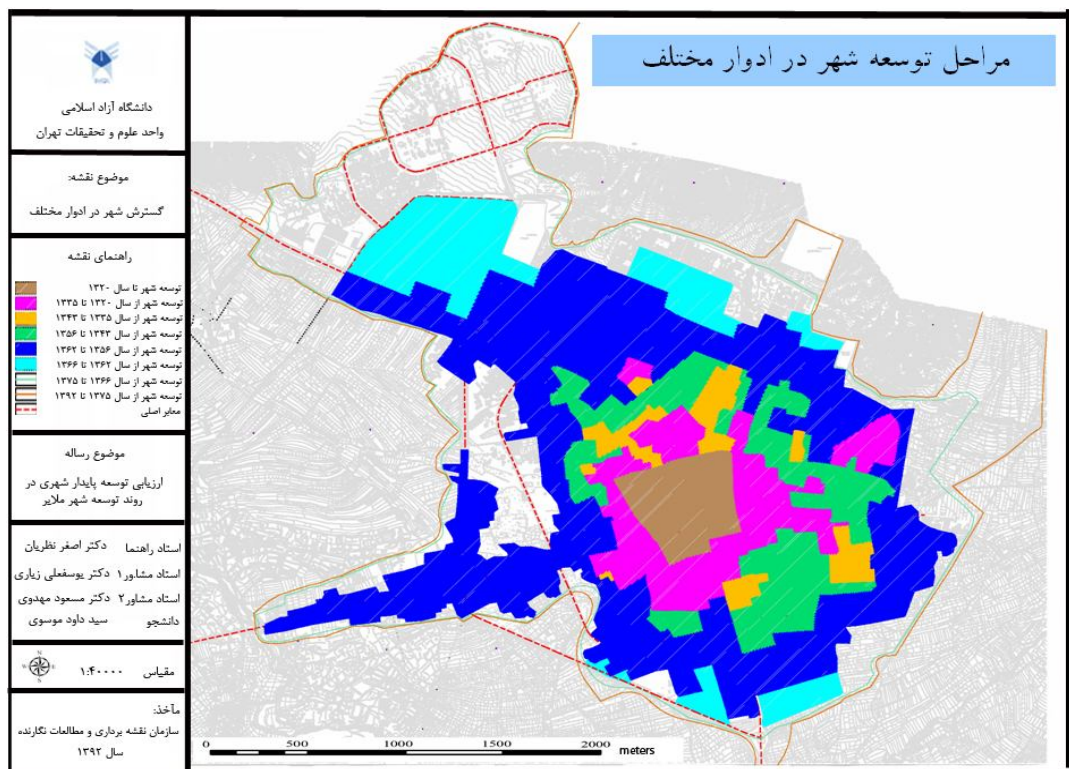 مراحل توسعه شهر در ادوار مختلف
دانشگاه آزاد اسلامی
واحد علوم و تحقیقات تهران
موضوع نقشه:
گسترش شهر در ادوار مختلف
راهنمای نقشه
توسعه شهر تا سال ۱۳۲۰
توسعه شهر از سال ۱۳۲۰ تا ۱۳۳۵
توسعه شهر از سال ۱۳۳۵ تا ۱۳۴۳
توسعه شهر از سال ۱۳۴۳ تا ۱۳۵۶
توسعه شهر از سال ۱۳۵۶ تا ۱۳۶۲
توسعه شهر از سال ۱۳۶۲ تا ۱۳۶۶
توسعه شهر از سال ۱۳۶۶ تا ۱۳۷۵
توسعه شهر از سال ۱۳۷۵ تا ۱۳۹۲
معابر اصلی
موضوع رساله
ارزیابی توسعه پایدار شهری در
روند توسعه شهر ملایر
استاد راهنما دکتر اصغر نظریان
استاد مشاور۱ دکتر یوسفعلی زیاری
استاد مشاور۲ دکتر مسعود مهدوی
دانشجو سید داود موسوی
N
W E
S
مقیاس ۱:۴۰۰۰۰
مآخذ:
سازمان نقشه برداری و مطالعات نگارنده
سال ۱۳۹۲
0 500 1000 1500 2000 meters